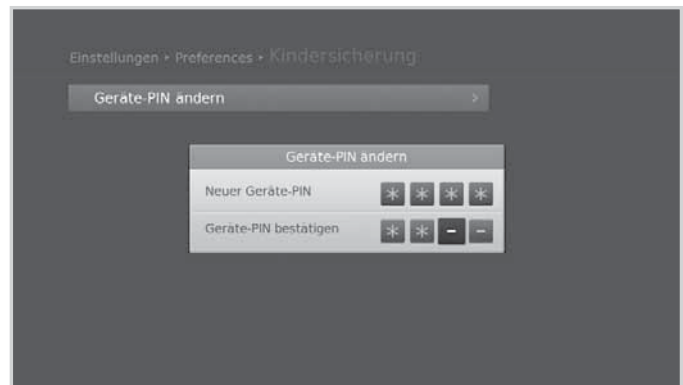 Einstellungen ‣ Preferences ‣ Kindersicherung
Geräte-PIN ändern >
Geräte-PIN ändern
Neuer Geräte-PIN * * * *
Geräte-PIN bestätigen * * - -